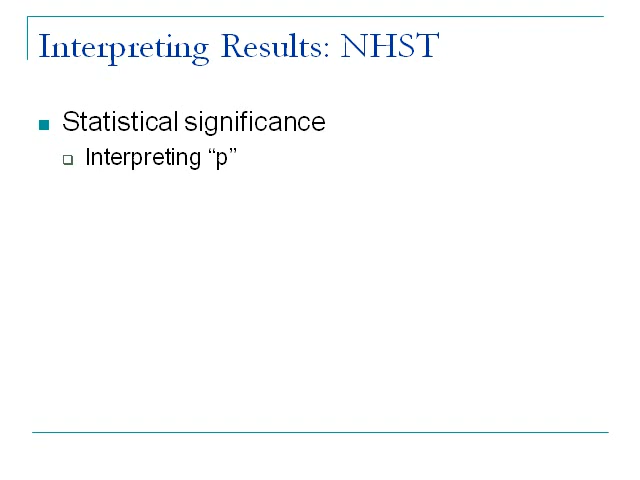 Interpreting Results: NHST
Statistical significance
Interpreting “p”